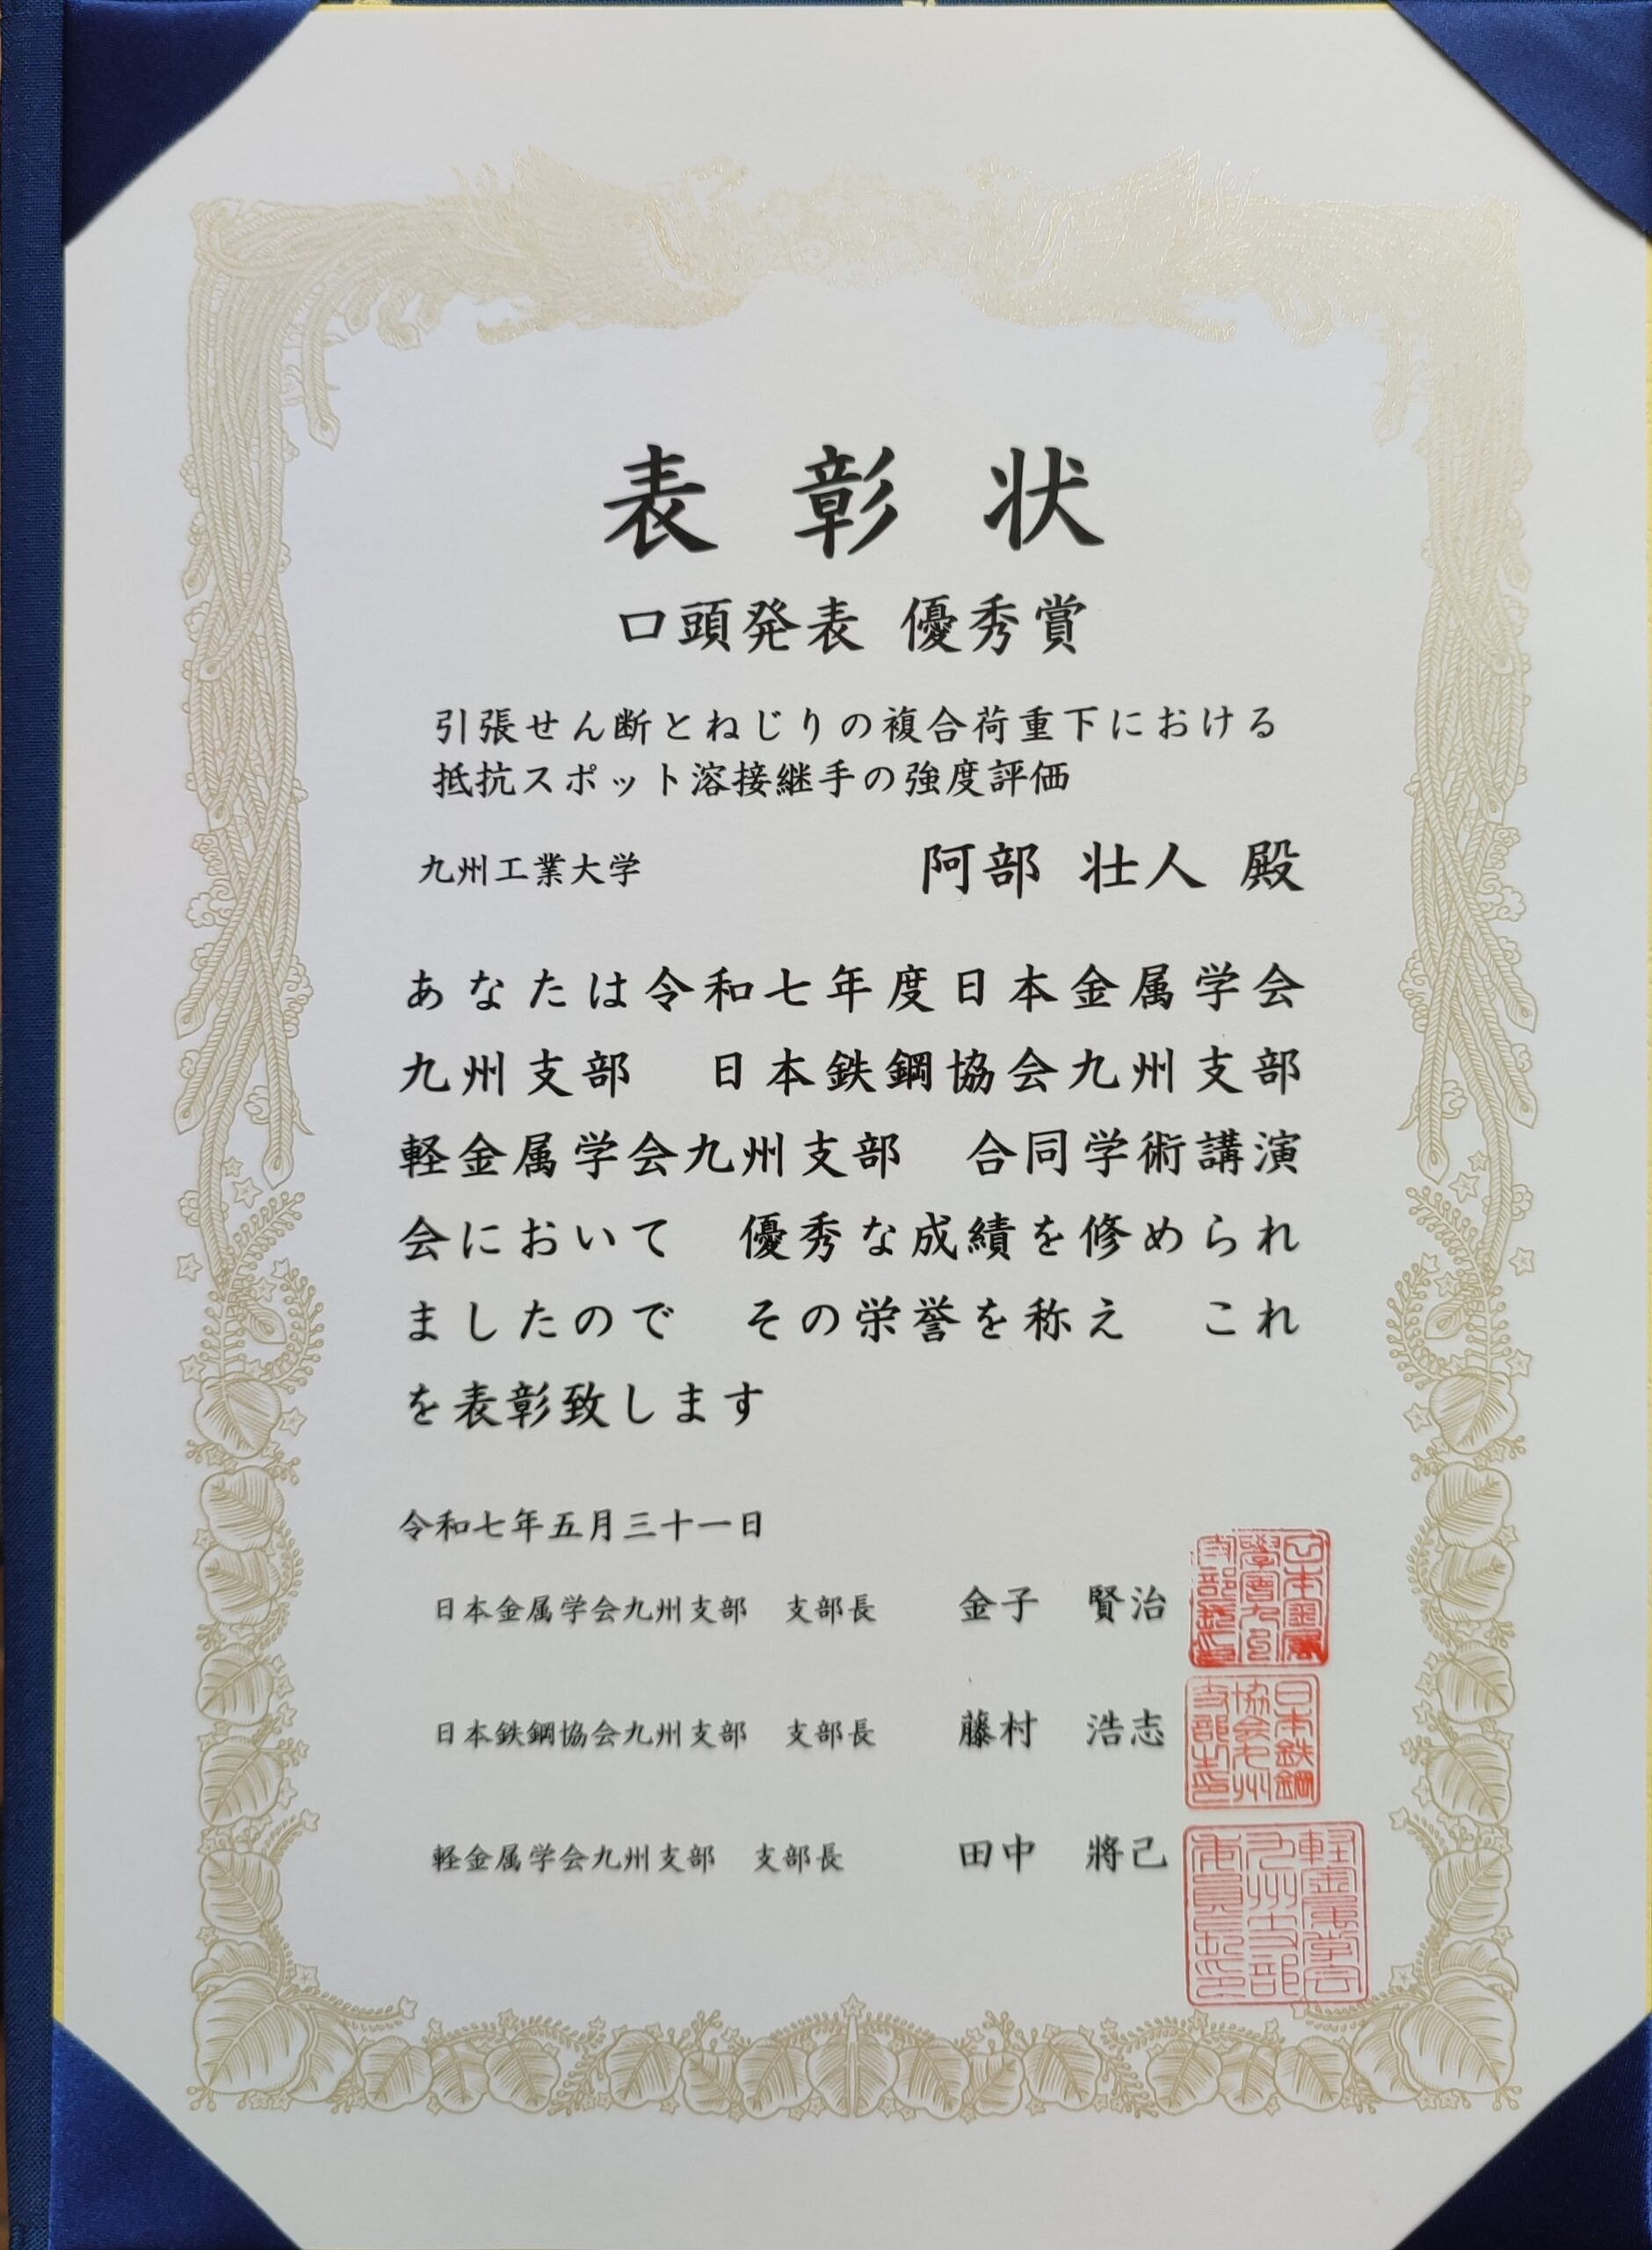 表彰状
口頭発表 優秀賞
引張せん断とねじりの複合荷重下における
抵抗スポット溶接継手の強度評価
九州工業大学 阿部 壮人 殿
あなたは令和七年度日本金属学会
九州支部　日本鉄鋼協会九州支部
軽金属学会九州支部　合同学術講演
会において　優秀な成績を修められ
ましたので　その栄誉を称え　これ
を表彰致します
令和七年五月三十一日
日本金属学会九州支部　支部長　金子　賢治
日本鉄鋼協会九州支部　支部長　藤村　浩志
軽金属学会九州支部　支部長　田中　將己